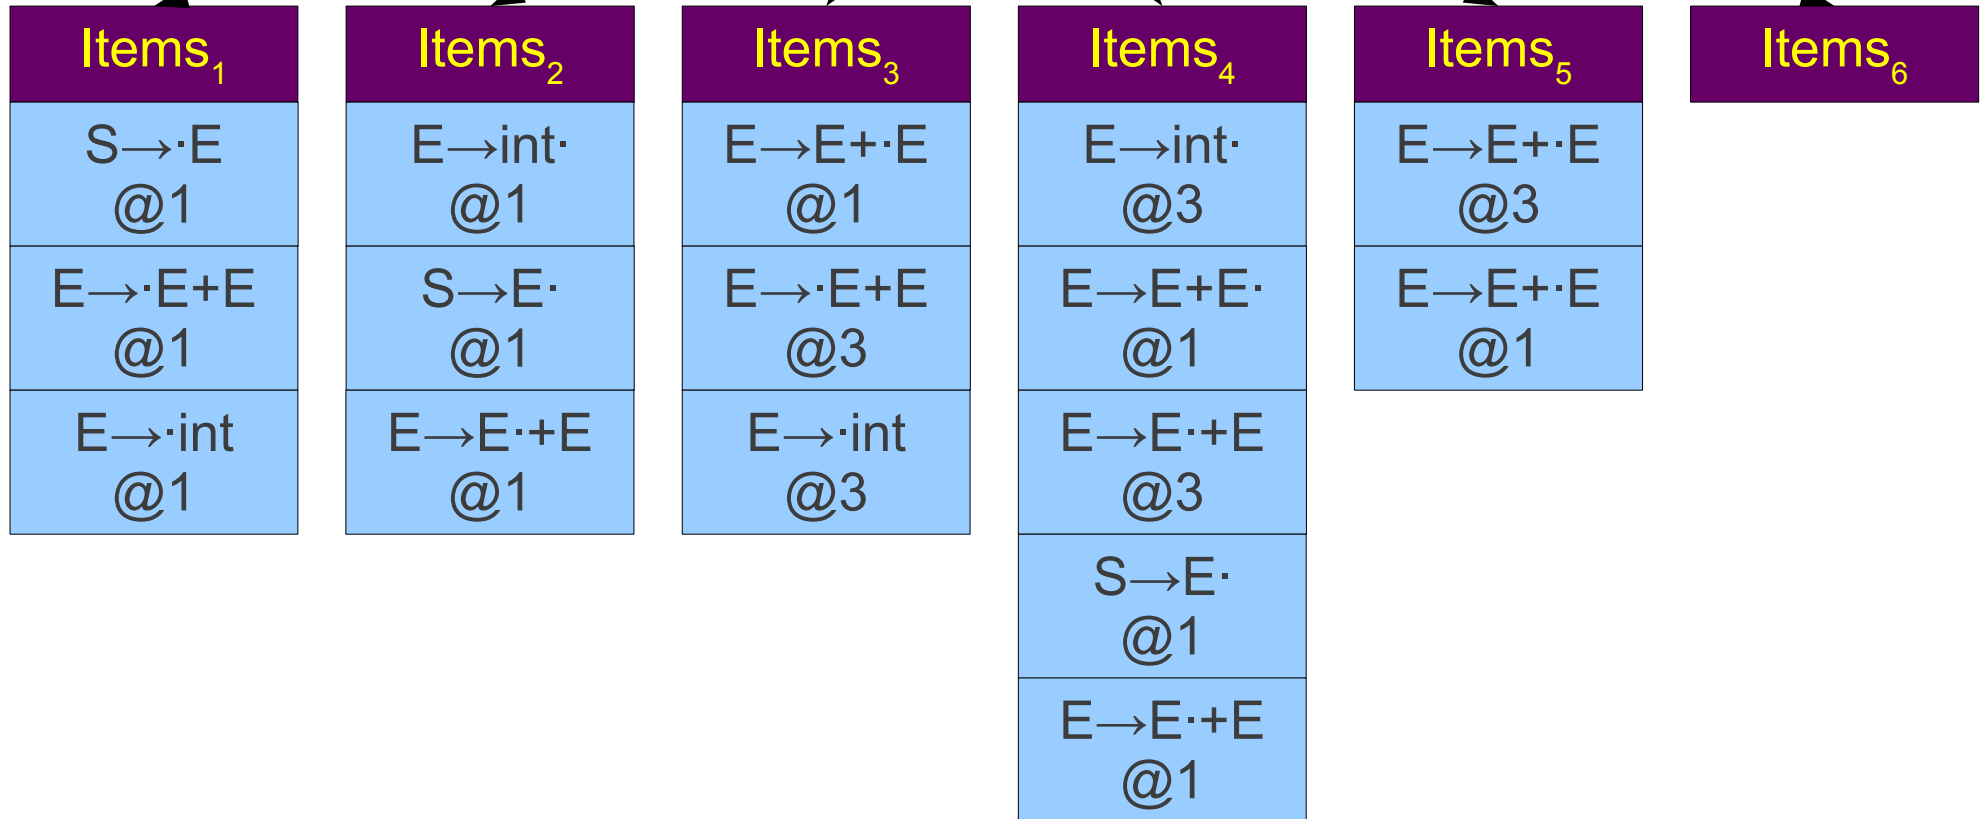 Items₁
S→·E
@1
E→·E+E
@1
E→·int
@1
Items₂
E→int·
@1
S→E·
@1
E→E·+E
@1
Items₃
E→E+·E
@1
E→·E+E
@3
E→·int
@3
Items₄
E→int·
@3
E→E+E·
@1
E→E·+E
@3
S→E·
@1
E→E·+E
@1
Items₅
E→E+·E
@3
E→E+·E
@1
Items₆